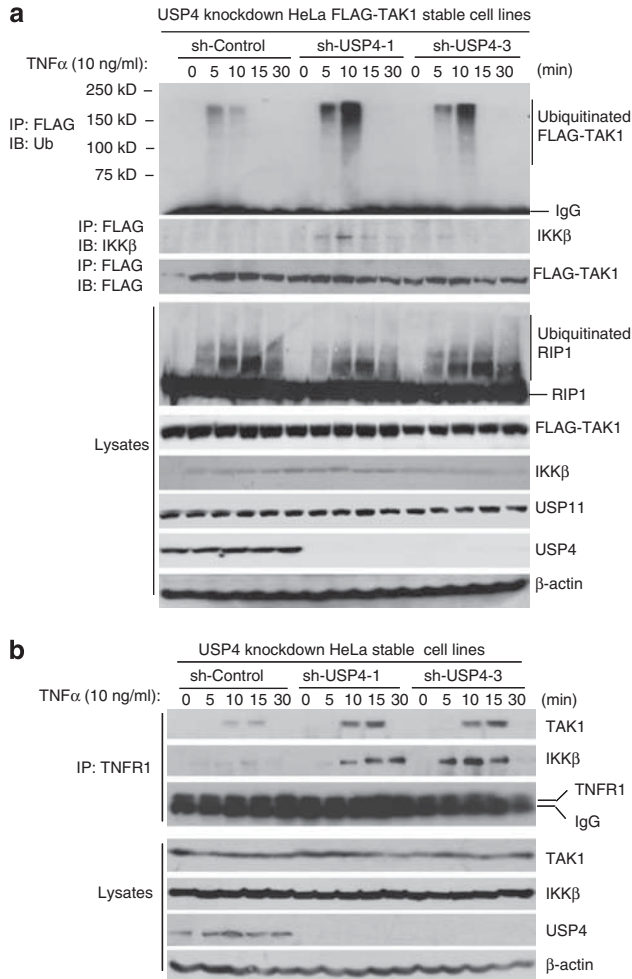 a
USP4 knockdown HeLa FLAG-TAK1 stable cell lines
sh-Control sh-USP4-1 sh-USP4-3
TNFα (10 ng/ml): 0 5 10 15 30 0 5 10 15 30 0 5 10 15 30 (min)
250 kD
150 kD
100 kD
75 kD
IP: FLAG
IB: Ub
Ubiquitinated
FLAG-TAK1
IgG
IP: FLAG
IB: IKKβ
IKKβ
IP: FLAG
IB: FLAG
FLAG-TAK1
Ubiquitinated
RIP1
RIP1
Lysates
FLAG-TAK1
IKKβ
USP11
USP4
β-actin
b
USP4 knockdown HeLa stable cell lines
sh-Control sh-USP4-1 sh-USP4-3
TNFα (10 ng/ml): 0 5 10 15 30 0 5 10 15 30 0 5 10 15 30 (min)
IP: TNFR1
TAK1
IKKβ
TNFR1
IgG
Lysates
TAK1
IKKβ
USP4
β-actin